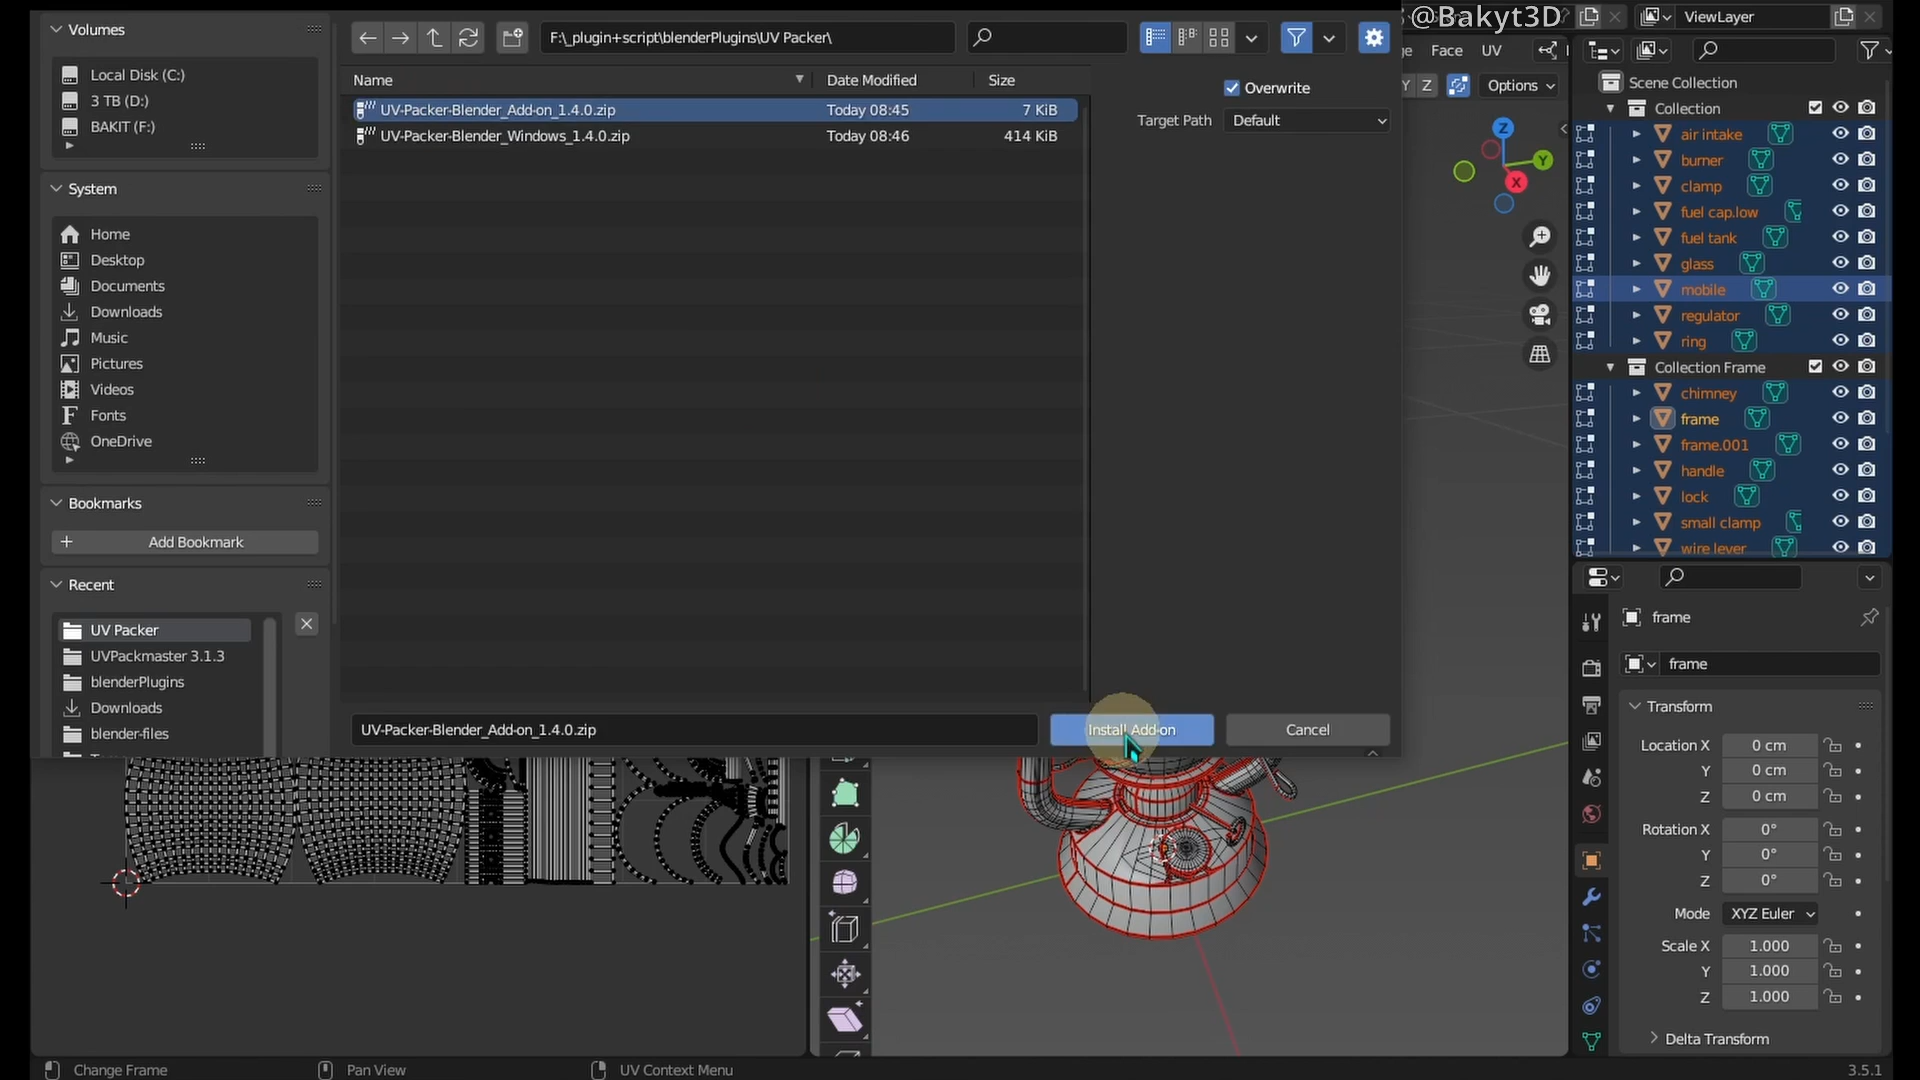 @Bakyt3D
ViewLayer
Volumes
Local Disk (C:)
3 TB (D:)
BAKIT (F:)
System
Home
Desktop
Documents
Downloads
Music
Pictures
Videos
Fonts
OneDrive
Bookmarks
Add Bookmark
Recent
UV Packer
UVPackmaster 3.1.3
blenderPlugins
Downloads
blender-files
F:\_plugin+script\blenderPlugins\UV Packer\
Name Date Modified Size
UV-Packer-Blender_Add-on_1.4.0.zip Today 08:45 7 KiB
UV-Packer-Blender_Windows_1.4.0.zip Today 08:46 414 KiB
Overwrite
Target Path Default
UV-Packer-Blender_Add-on_1.4.0.zip Install Add-on Cancel
Face UV
Y Z Options
Z
Y
X
Scene Collection
Collection
air intake
burner
clamp
fuel cap.low
fuel tank
glass
mobile
regulator
ring
Collection Frame
chimney
frame
frame.001
handle
lock
small clamp
wire lever
frame
frame
Transform
Location X 0 cm
Y 0 cm
Z 0 cm
Rotation X 0°
Y 0°
Z 0°
Mode XYZ Euler
Scale X 1.000
Y 1.000
Z 1.000
Delta Transform
Change Frame Pan View UV Context Menu 3.5.1